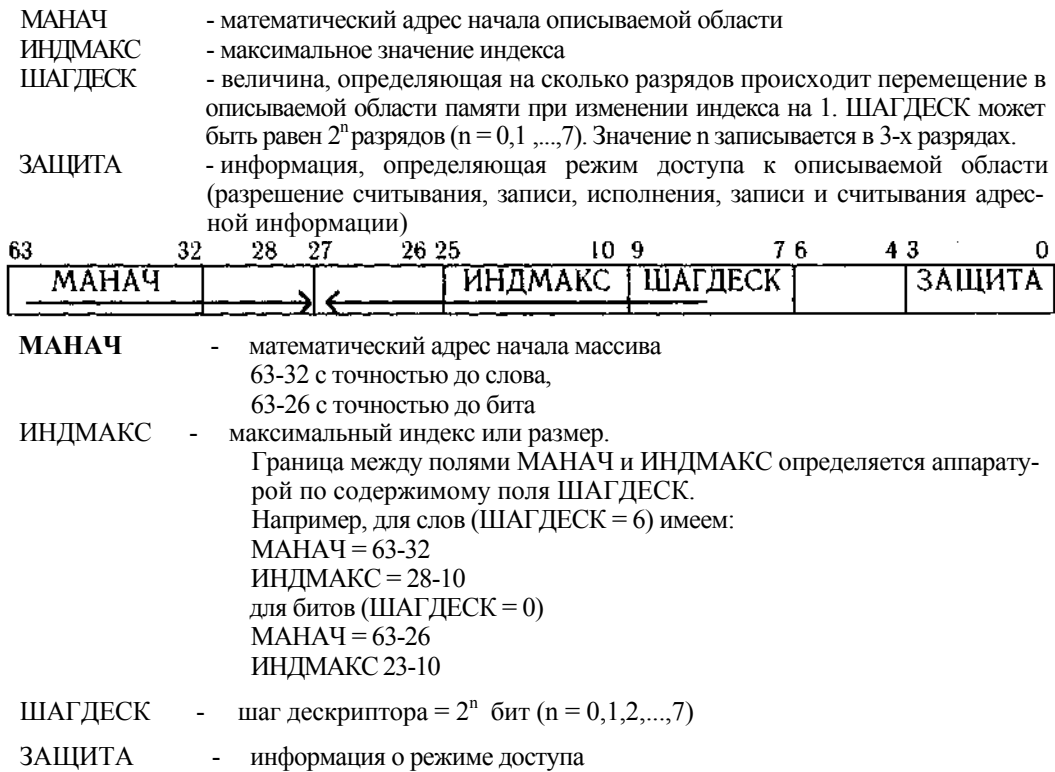 МАНАЧ - математический адрес начала описываемой области
ИНДМАКС - максимальное значение индекса
ШАГДЕСК - величина, определяющая на сколько разрядов происходит перемещение в
описываемой области памяти при изменении индекса на 1. ШАГДЕСК может
быть равен 2ⁿ разрядов (n = 0,1 ,...,7). Значение n записывается в 3-х разрядах.
ЗАЩИТА - информация, определяющая режим доступа к описываемой области
(разрешение считывания, записи, исполнения, записи и считывания адрес-
ной информации)
63 32 28 27 26 25 10 9 7 6 4 3 0
МАНАЧ ИНДМАКС ШАГДЕСК ЗАЩИТА
МАНАЧ - математический адрес начала массива
63-32 с точностью до слова,
63-26 с точностью до бита
ИНДМАКС - максимальный индекс или размер.
Граница между полями МАНАЧ и ИНДМАКС определяется аппарату-
рой по содержимому поля ШАГДЕСК.
Например, для слов (ШАГДЕСК = 6) имеем:
МАНАЧ = 63-32
ИНДМАКС = 28-10
для битов (ШАГДЕСК = 0)
МАНАЧ = 63-26
ИНДМАКС 23-10
ШАГДЕСК - шаг дескриптора = 2ⁿ бит (n = 0,1,2,...,7)
ЗАЩИТА - информация о режиме доступа